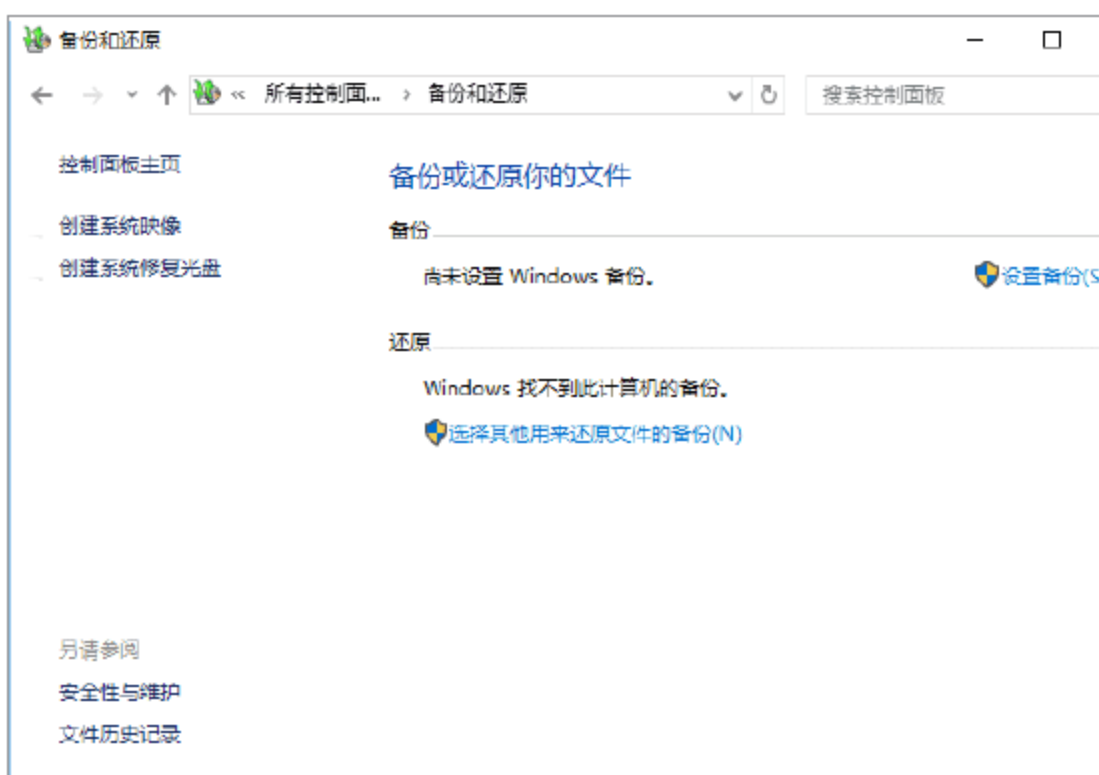 备份和还原
« 所有控制面... › 备份和还原
搜索控制面板
控制面板主页
创建系统映像
创建系统修复光盘
备份或还原你的文件
备份
尚未设置 Windows 备份。
设置备份(S
还原
Windows 找不到此计算机的备份。
选择其他用来还原文件的备份(N)
另请参阅
安全性与维护
文件历史记录